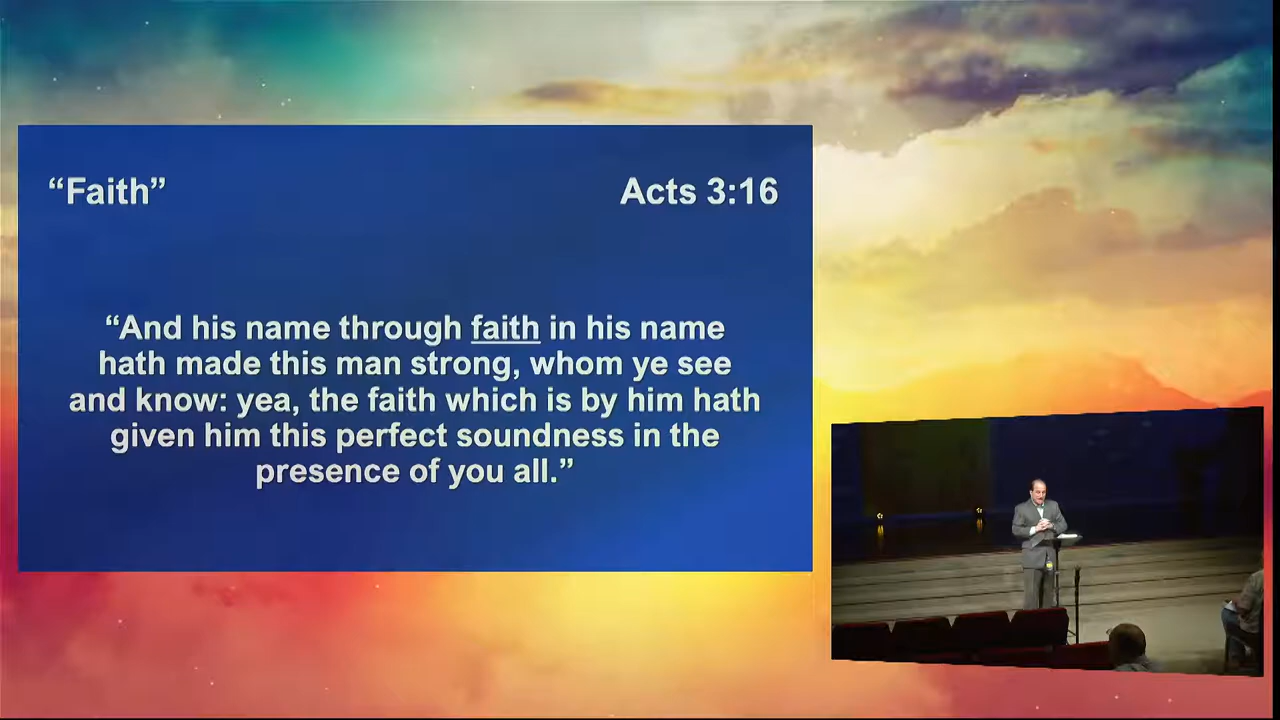 “Faith” Acts 3:16
“And his name through faith in his name
hath made this man strong, whom ye see
and know: yea, the faith which is by him hath
given him this perfect soundness in the
presence of you all.”